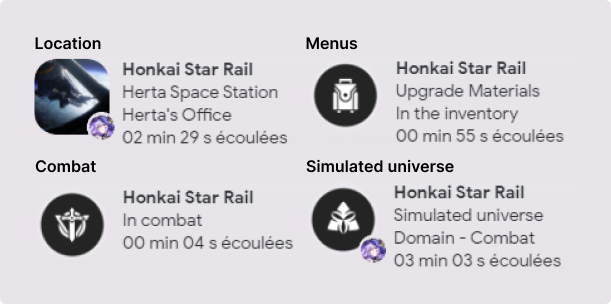 Location
Honkai Star Rail
Herta Space Station
Herta's Office
02 min 29 s écoulées
Menus
Honkai Star Rail
Upgrade Materials
In the inventory
00 min 55 s écoulées
Combat
Honkai Star Rail
In combat
00 min 04 s écoulées
Simulated universe
Honkai Star Rail
Simulated universe
Domain - Combat
03 min 03 s écoulées